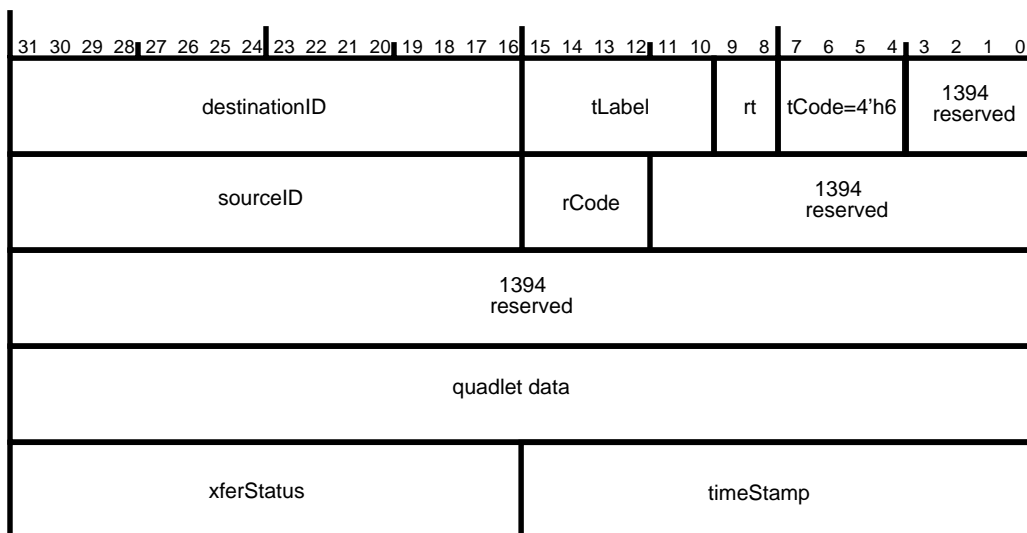 31 30 29 28 27 26 25 24 23 22 21 20 19 18 17 16 15 14 13 12 11 10 9 8 7 6 5 4 3 2 1 0
destinationID tLabel rt tCode=4'h6 1394
reserved
sourceID rCode 1394
reserved
1394
reserved
quadlet data
xferStatus timeStamp